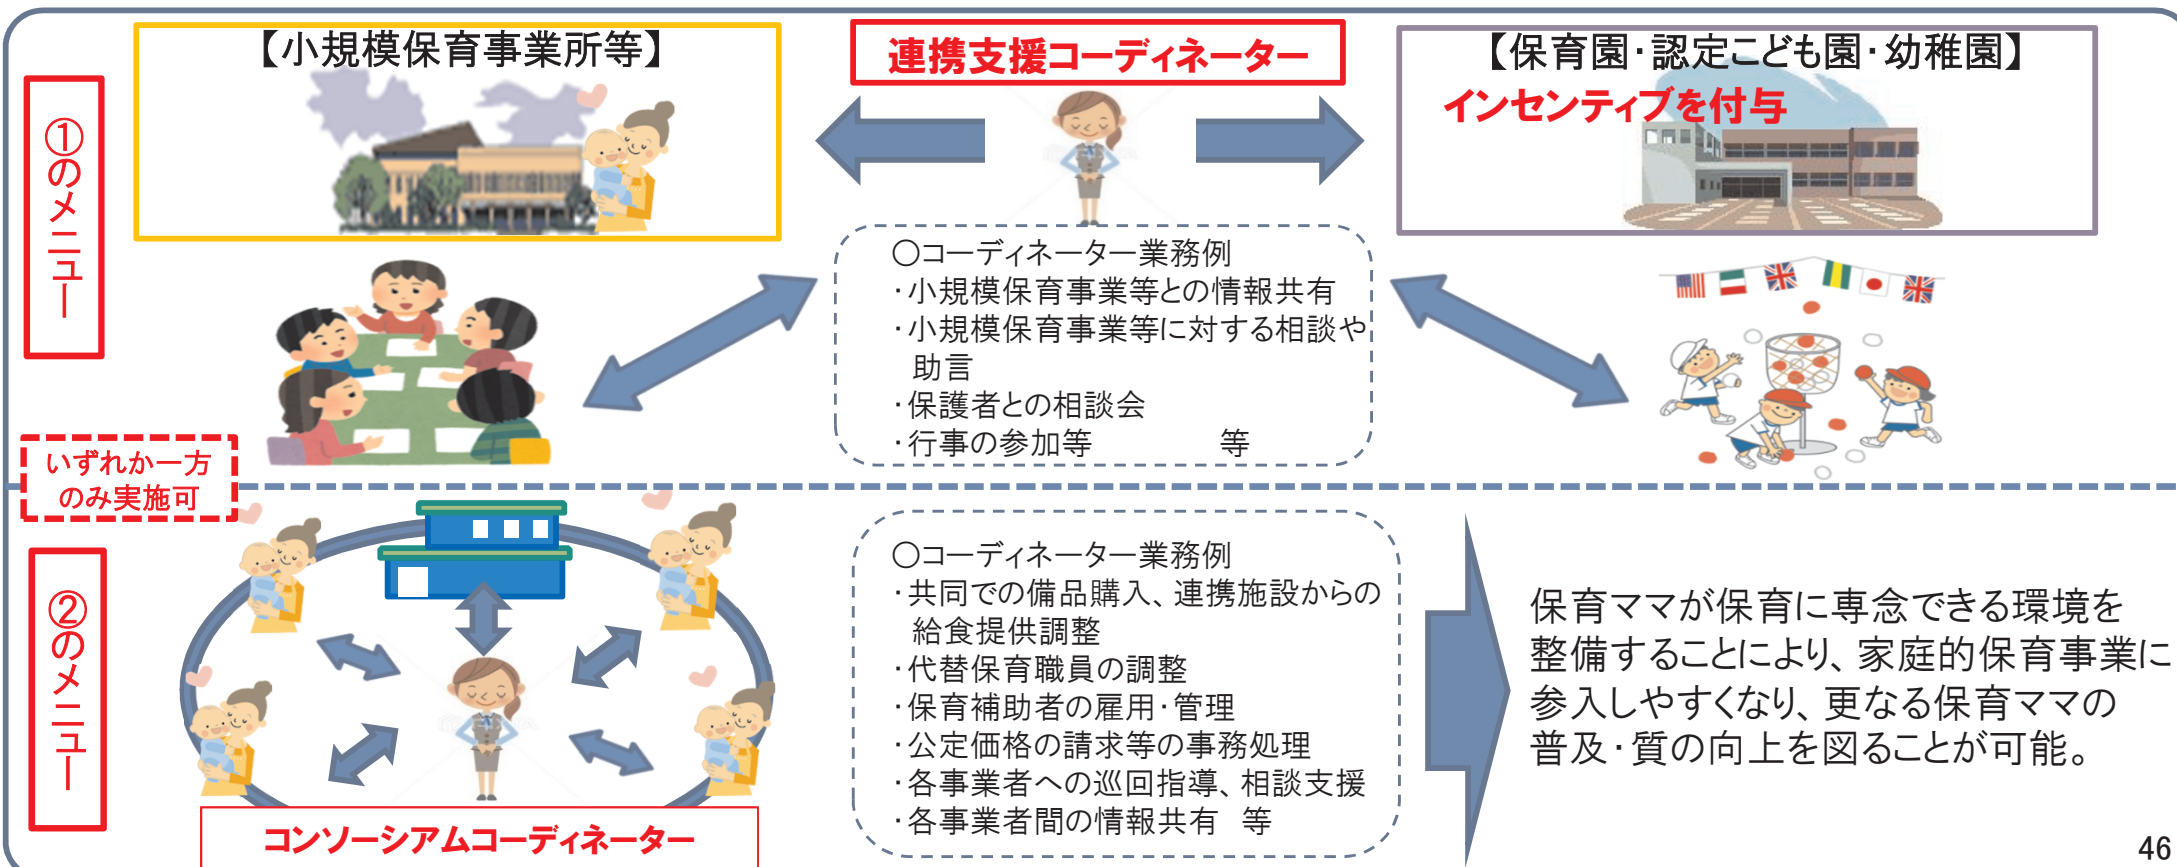 ①のメニュー
【小規模保育事業所等】
連携支援コーディネーター
【保育園・認定こども園・幼稚園】
インセンティブを付与
○コーディネーター業務例
・小規模保育事業等との情報共有
・小規模保育事業等に対する相談や
助言
・保護者との相談会
・行事の参加等　　　　等
いずれか一方
のみ実施可
②のメニュー
コンソーシアムコーディネーター
○コーディネーター業務例
・共同での備品購入、連携施設からの
給食提供調整
・代替保育職員の調整
・保育補助者の雇用・管理
・公定価格の請求等の事務処理
・各事業者への巡回指導、相談支援
・各事業者間の情報共有　等
保育ママが保育に専念できる環境を
整備することにより、家庭的保育事業に
参入しやすくなり、更なる保育ママの
普及・質の向上を図ることが可能。
46